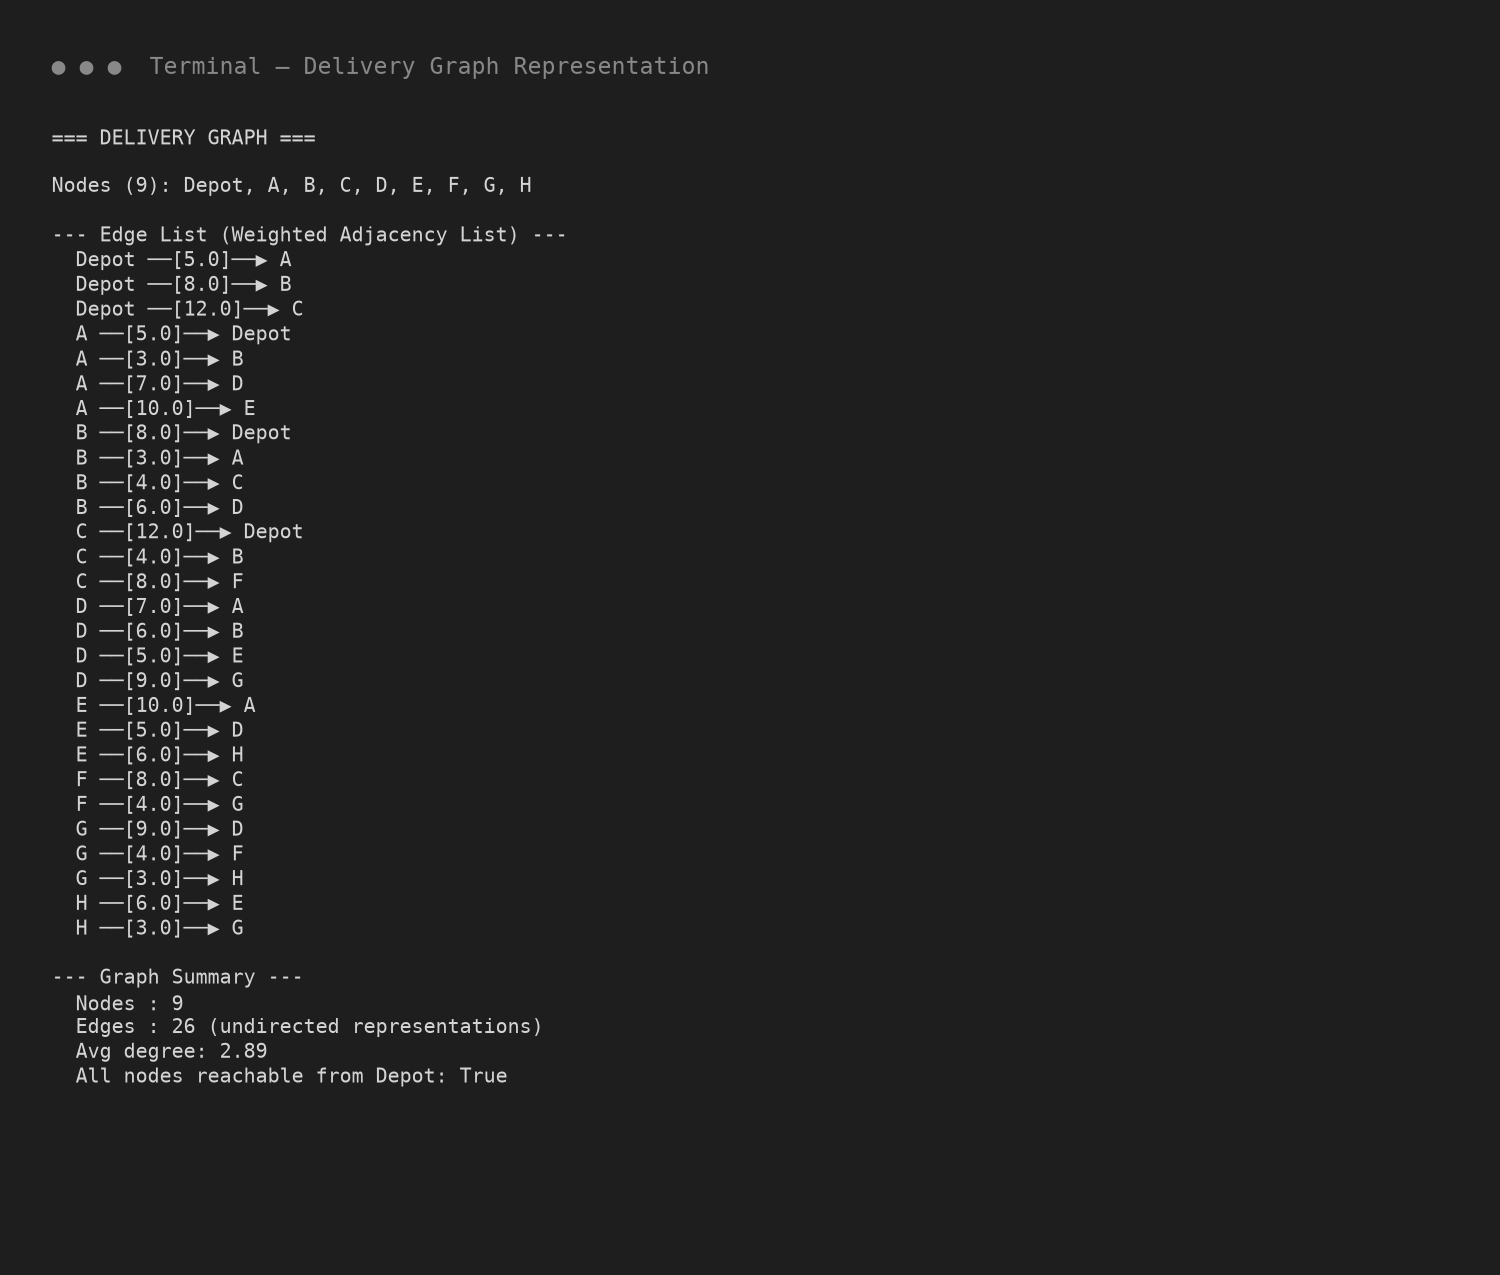 ● ● ● Terminal — Delivery Graph Representation
=== DELIVERY GRAPH ===
Nodes (9): Depot, A, B, C, D, E, F, G, H
--- Edge List (Weighted Adjacency List) ---
Depot ──[5.0]──▶ A
Depot ──[8.0]──▶ B
Depot ──[12.0]──▶ C
A ──[5.0]──▶ Depot
A ──[3.0]──▶ B
A ──[7.0]──▶ D
A ──[10.0]──▶ E
B ──[8.0]──▶ Depot
B ──[3.0]──▶ A
B ──[4.0]──▶ C
B ──[6.0]──▶ D
C ──[12.0]──▶ Depot
C ──[4.0]──▶ B
C ──[8.0]──▶ F
D ──[7.0]──▶ A
D ──[6.0]──▶ B
D ──[5.0]──▶ E
D ──[9.0]──▶ G
E ──[10.0]──▶ A
E ──[5.0]──▶ D
E ──[6.0]──▶ H
F ──[8.0]──▶ C
F ──[4.0]──▶ G
G ──[9.0]──▶ D
G ──[4.0]──▶ F
G ──[3.0]──▶ H
H ──[6.0]──▶ E
H ──[3.0]──▶ G
--- Graph Summary ---
Nodes : 9
Edges : 26 (undirected representations)
Avg degree: 2.89
All nodes reachable from Depot: True